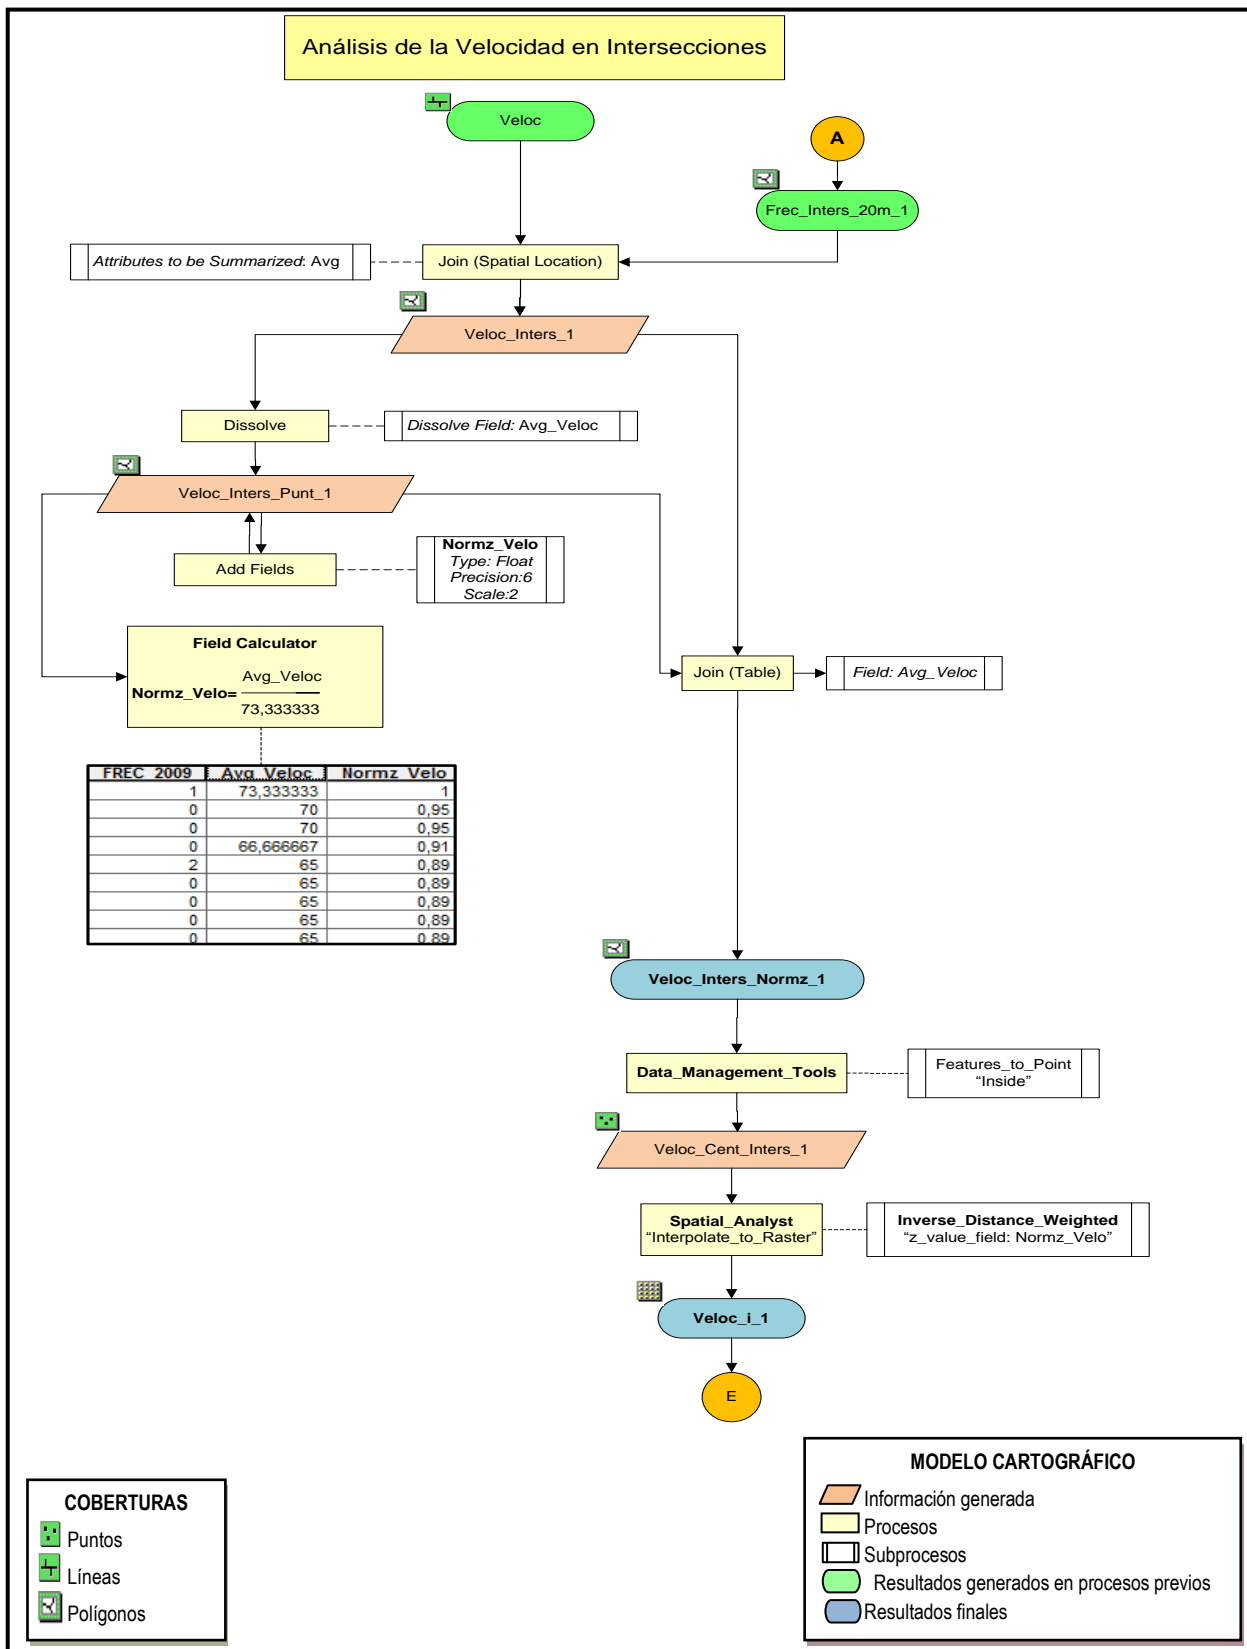 Análisis de la Velocidad en Intersecciones
Veloc
A
Frec_Inters_20m_1
Attributes to be Summarized: Avg
Join (Spatial Location)
Veloc_Inters_1
Dissolve
Dissolve Field: Avg_Veloc
Veloc_Inters_Punt_1
Add Fields
Normz_Velo
Type: Float
Precision:6
Scale:2
Field Calculator
Normz_Velo= Avg_Veloc
73,333333
Join (Table)
Field: Avg_Veloc
FREC_2009 Avg_Veloc Normz_Velo
1 73,333333 1
0 70 0,95
0 70 0,95
0 66,666667 0,91
2 65 0,89
0 65 0,89
0 65 0,89
0 65 0,89
0 65 0,89
Veloc_Inters_Normz_1
Data_Management_Tools
Features_to_Point
“Inside”
Veloc_Cent_Inters_1
Spatial_Analyst
“Interpolate_to_Raster”
Inverse_Distance_Weighted
“z_value_field: Normz_Velo”
Veloc_i_1
E
COBERTURAS
Puntos
Líneas
Polígonos
MODELO CARTOGRÁFICO
Información generada
Procesos
Subprocesos
Resultados generados en procesos previos
Resultados finales